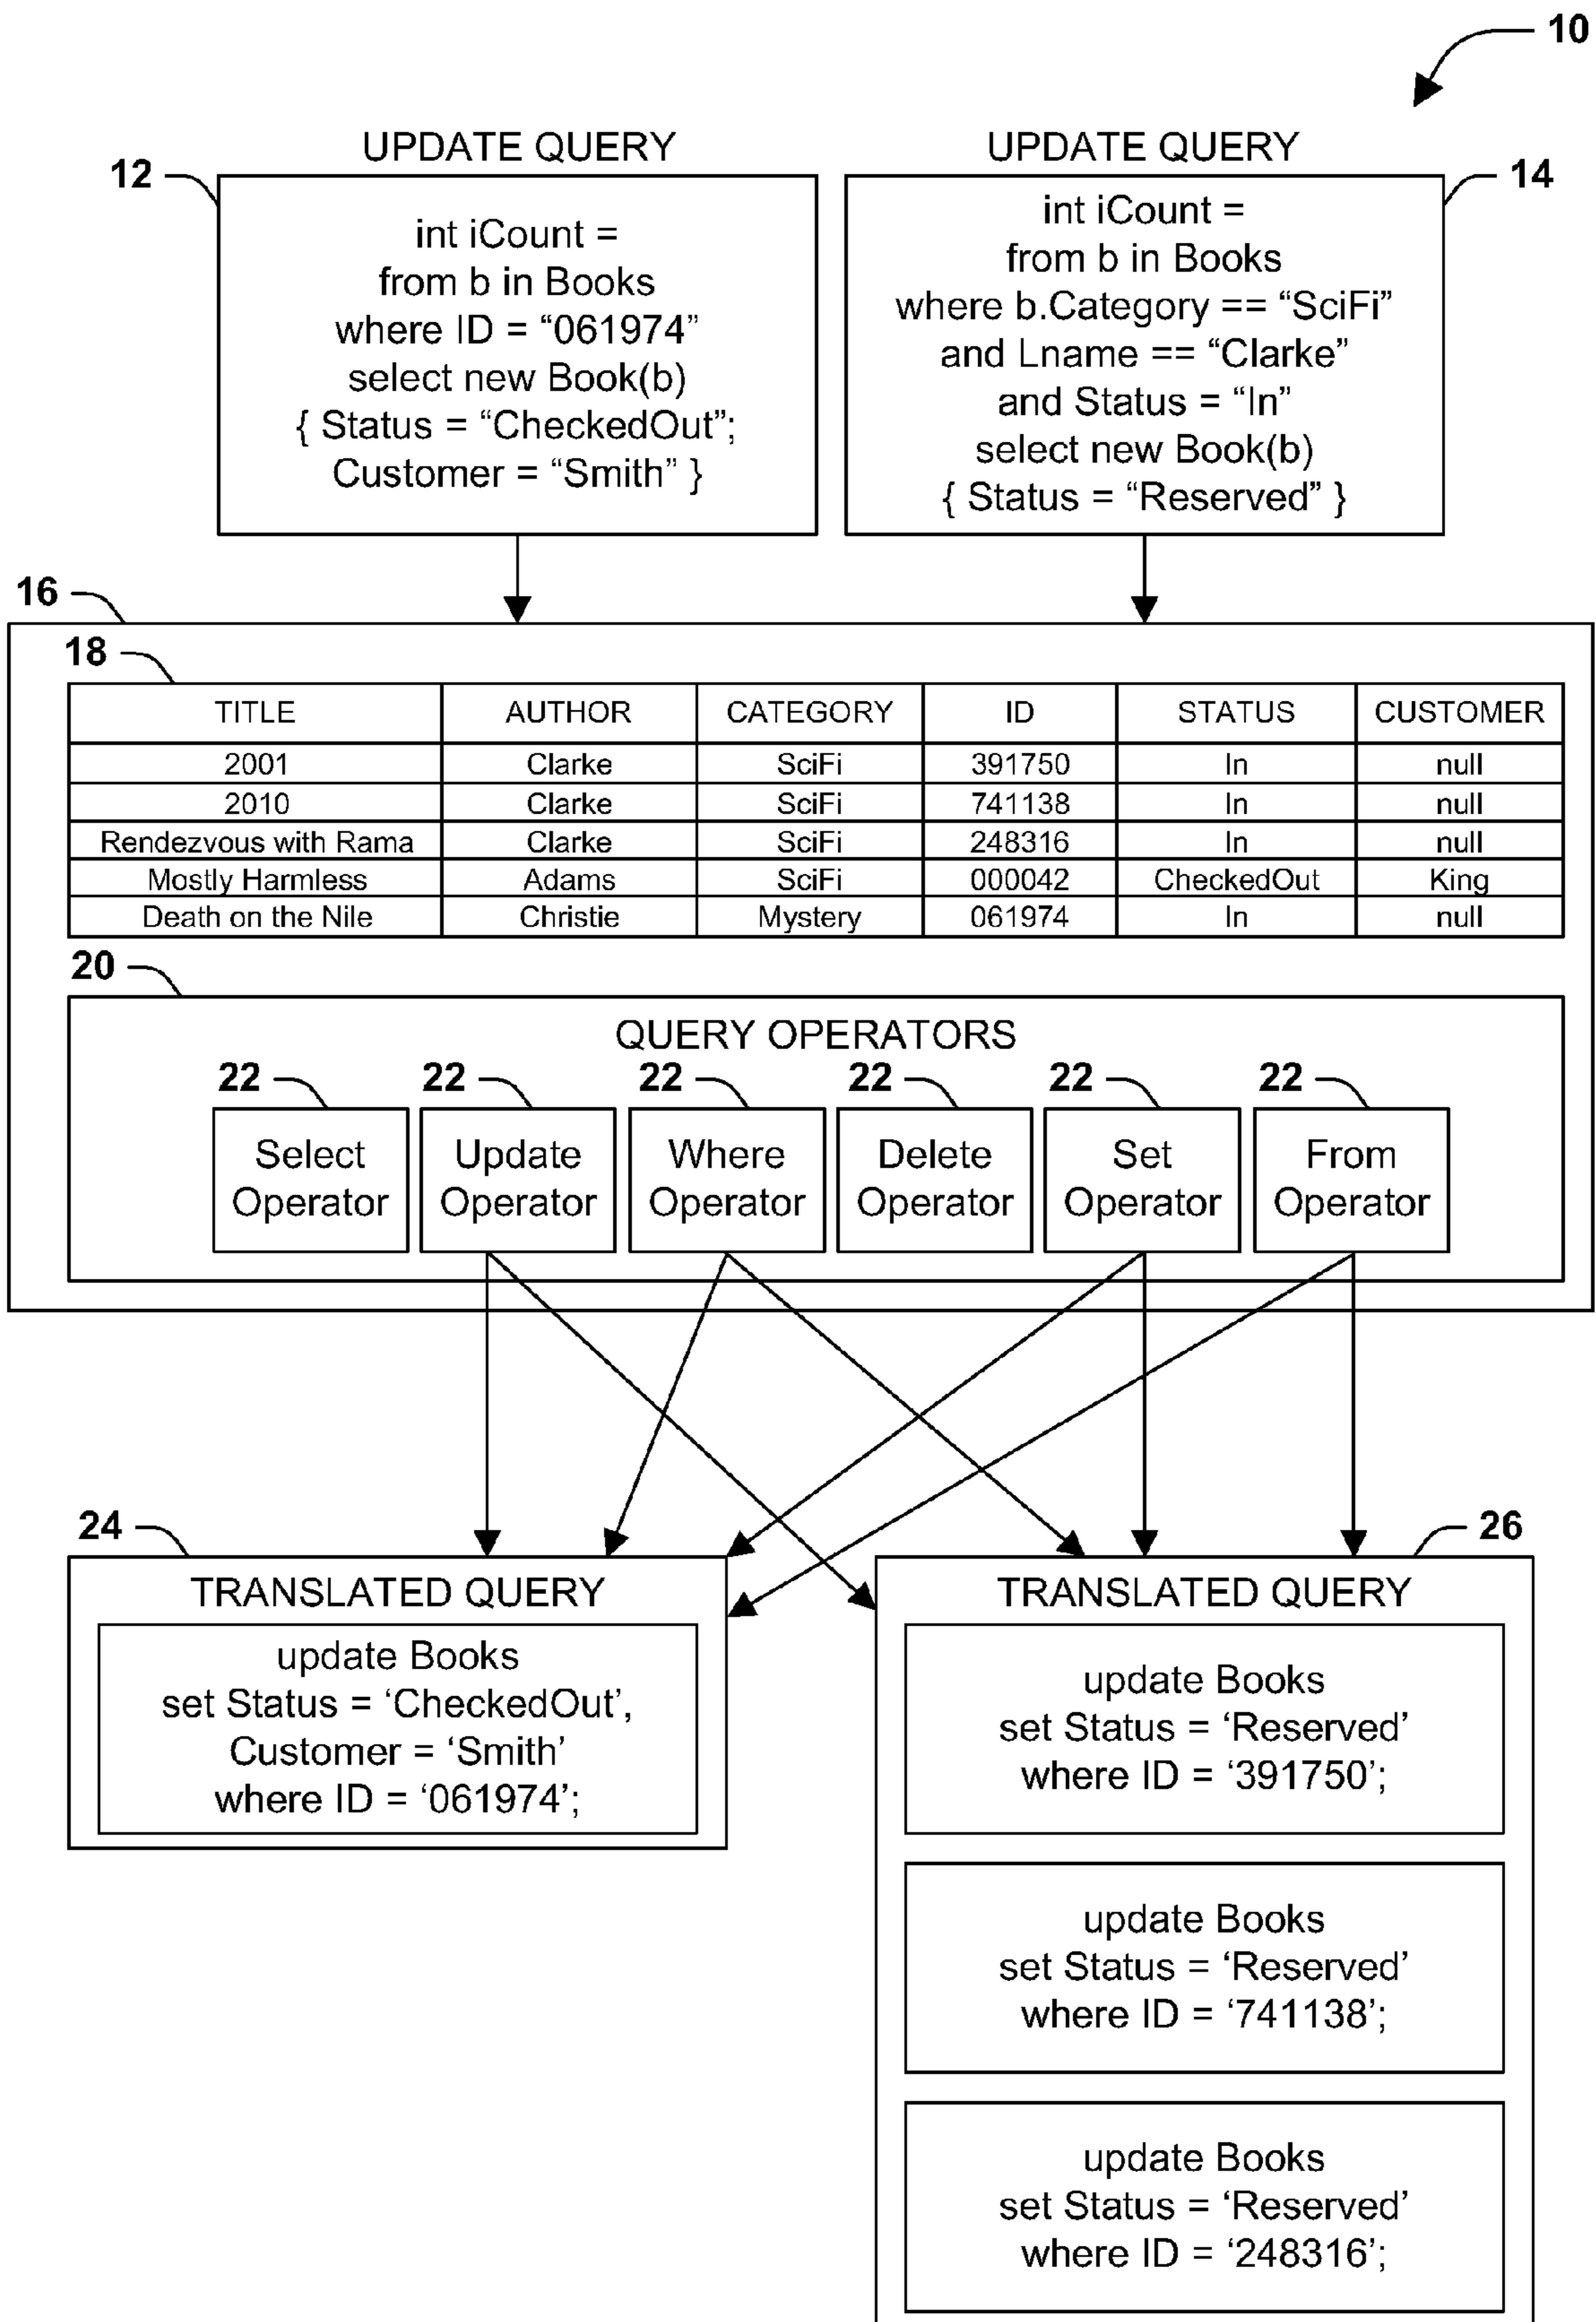 10
UPDATE QUERY
UPDATE QUERY
12
14
int iCount =
from b in Books
where ID = “061974”
select new Book(b)
{ Status = “CheckedOut”;
Customer = “Smith” }
int iCount =
from b in Books
where b.Category == “SciFi”
and Lname == “Clarke”
and Status = “In”
select new Book(b)
{ Status = “Reserved” }
16
18
TITLE AUTHOR CATEGORY ID STATUS CUSTOMER
2001 Clarke SciFi 391750 In null
2010 Clarke SciFi 741138 In null
Rendezvous with Rama Clarke SciFi 248316 In null
Mostly Harmless Adams SciFi 000042 CheckedOut King
Death on the Nile Christie Mystery 061974 In null
20
QUERY OPERATORS
22 22 22 22 22 22
Select Operator
Update Operator
Where Operator
Delete Operator
Set Operator
From Operator
24
26
TRANSLATED QUERY
update Books
set Status = ‘CheckedOut’,
Customer = ‘Smith’
where ID = ‘061974’;
TRANSLATED QUERY
update Books
set Status = ‘Reserved’
where ID = ‘391750’;
update Books
set Status = ‘Reserved’
where ID = ‘741138’;
update Books
set Status = ‘Reserved’
where ID = ‘248316’;